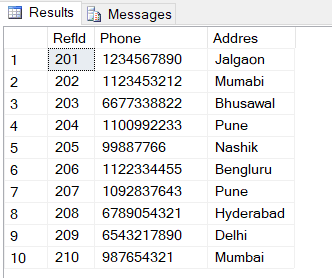 Results Messages
RefId Phone Addres
1 201 1234567890 Jalgaon
2 202 1123453212 Mumabi
3 203 6677338822 Bhusawal
4 204 1100992233 Pune
5 205 99887766 Nashik
6 206 1122334455 Bengluru
7 207 1092837643 Pune
8 208 6789054321 Hyderabad
9 209 6543217890 Delhi
10 210 987654321 Mumbai